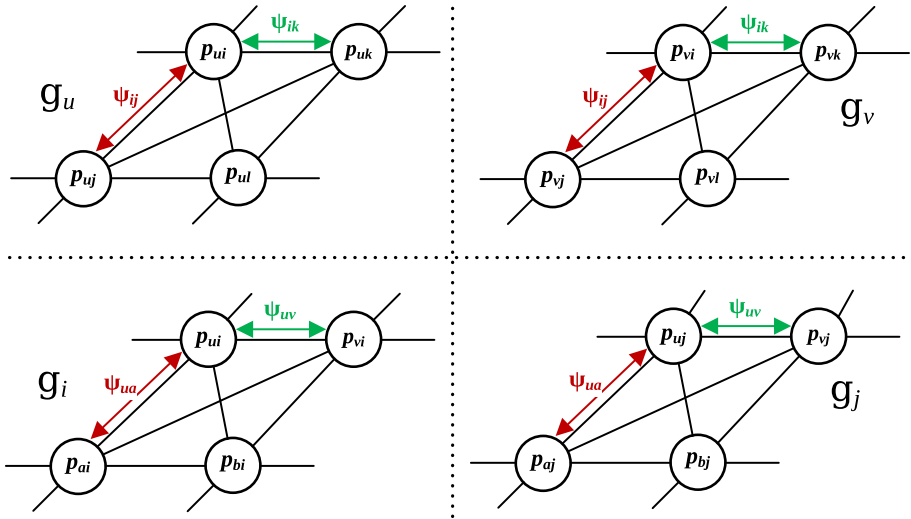 ψik
ψik
pui
puk
pvi
pvk
gu
ψij
ψij
gv
puj
pul
pvj
pvl
ψuv
ψuv
pui
pvi
puj
pvj
gi
ψua
ψua
gj
pai
pbi
paj
pbj